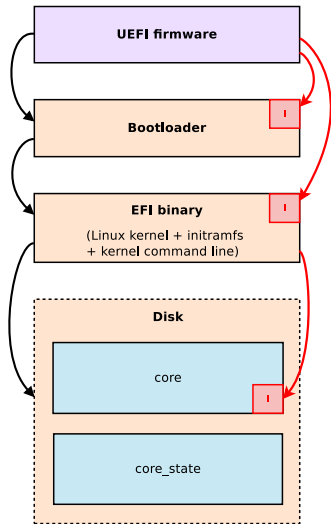 UEFI firmware
I
Bootloader
I
EFI binary
(Linux kernel + initramfs
+ kernel command line)
Disk
core
I
core_state